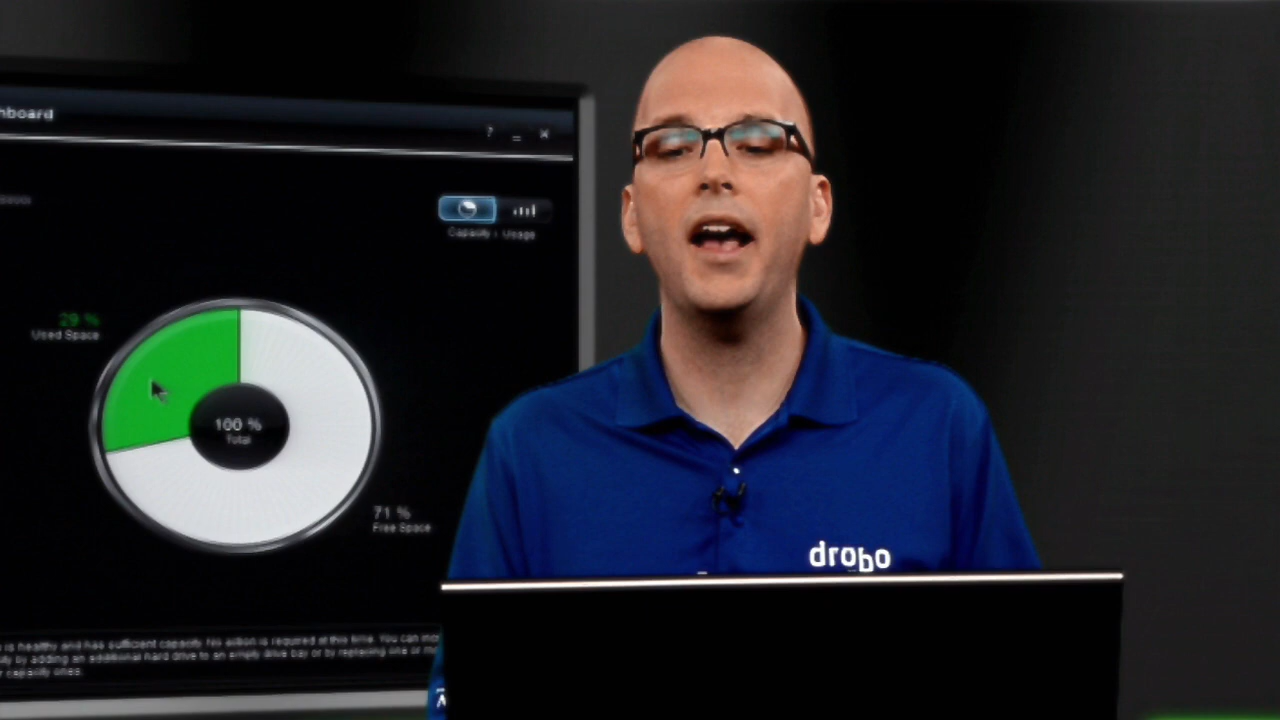 hboard
? _ x
Capacity Usage
29 %
Used Space
100 %
Total
71 %
Free Space
drobo
is healthy and has sufficient capacity. No action is required at this time. You can mo
ity by adding an additional hard drive to an empty drive bay or by replacing one or m
capacity ones.